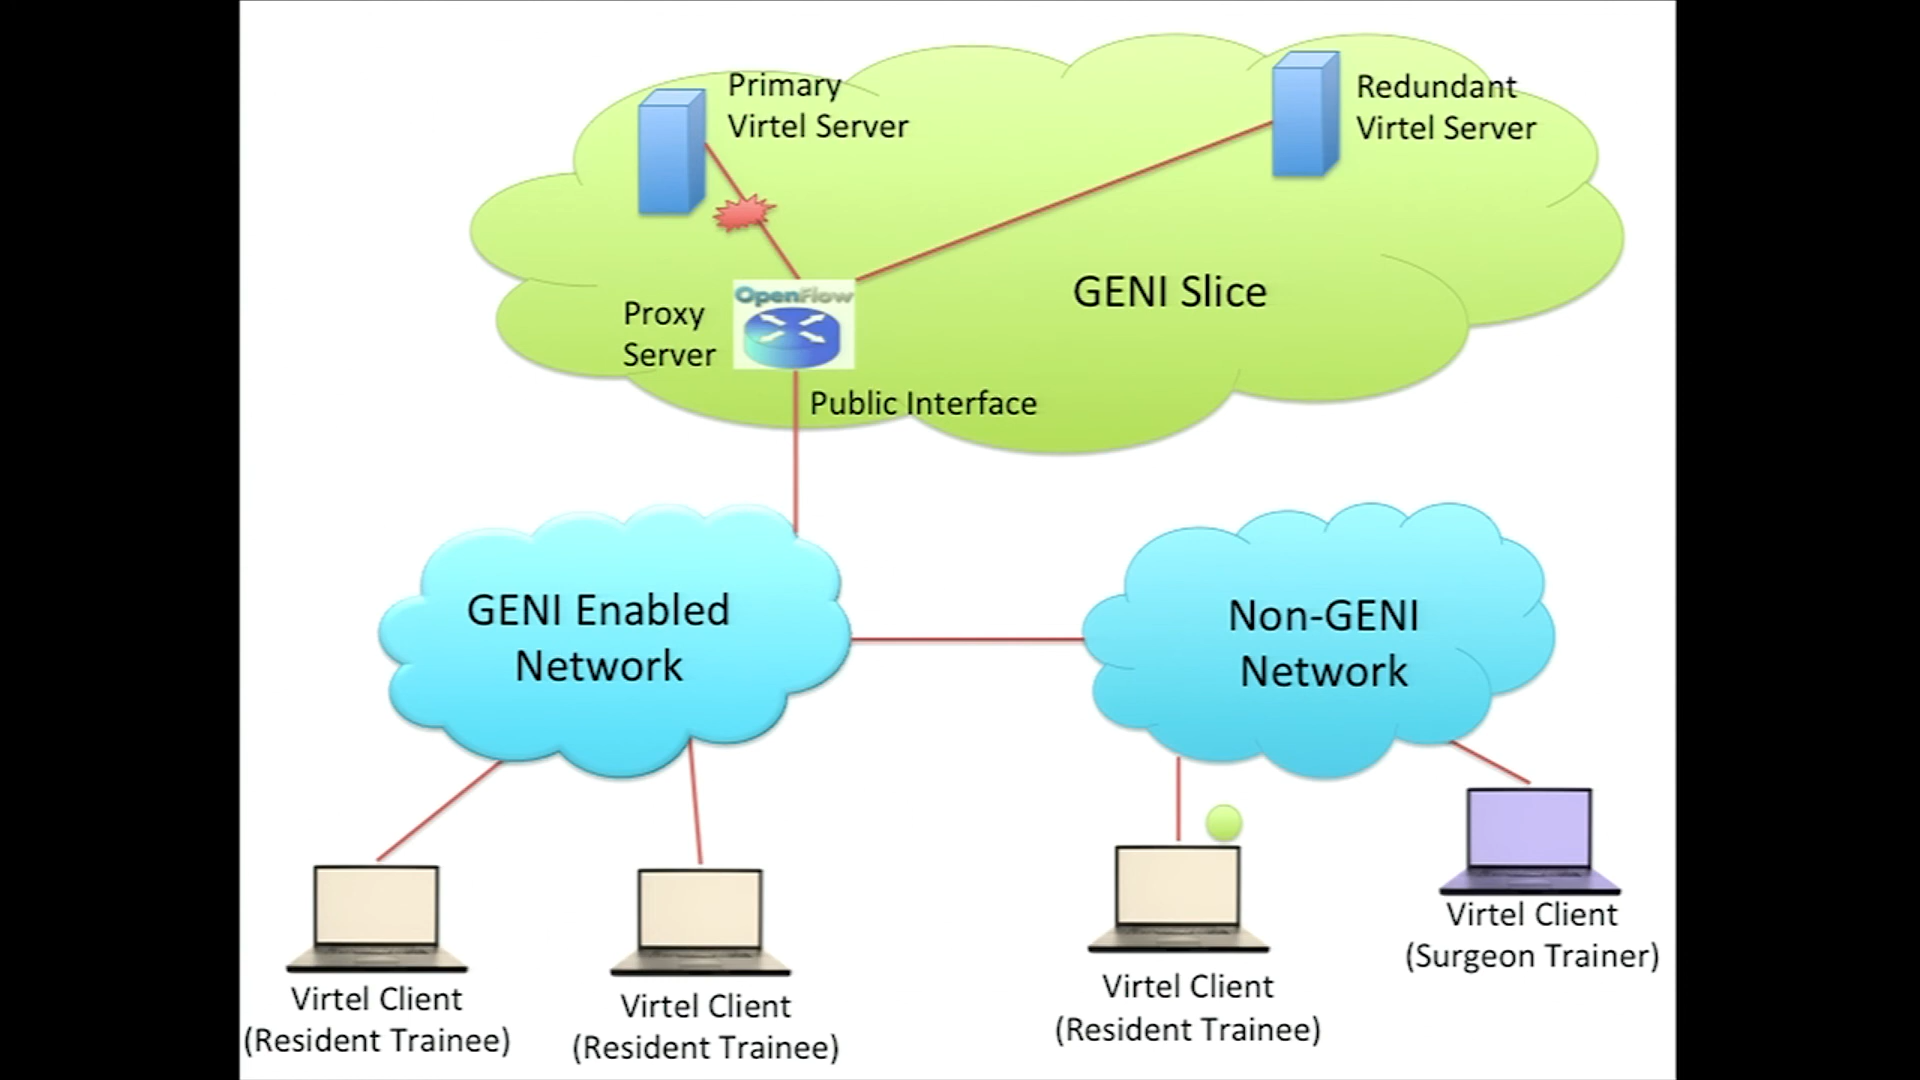 Primary
Virtel Server
Redundant
Virtel Server
OpenFlow
Proxy
Server
GENI Slice
Public Interface
GENI Enabled
Network
Non-GENI
Network
Virtel Client
(Resident Trainee)
Virtel Client
(Resident Trainee)
Virtel Client
(Resident Trainee)
Virtel Client
(Surgeon Trainer)